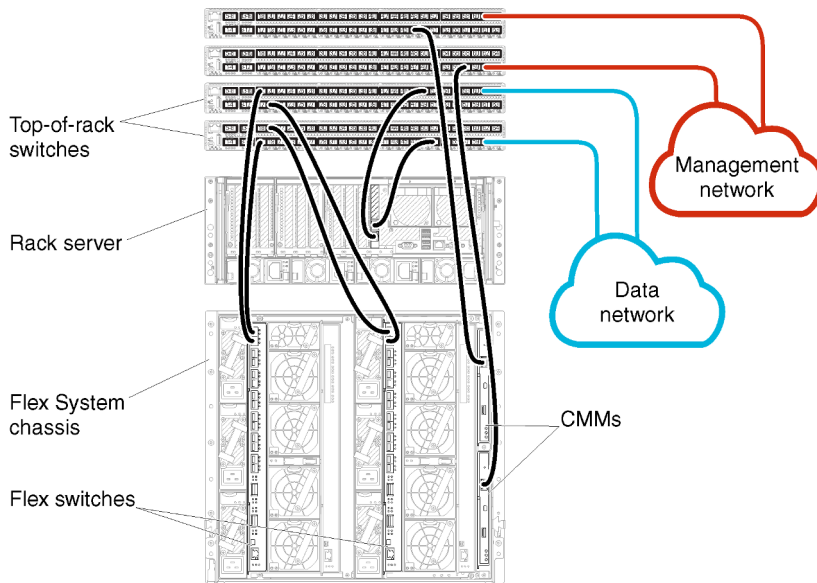 Top-of-rack
switches
Management
network
Rack server
Data
network
Flex System
chassis
CMMs
Flex switches